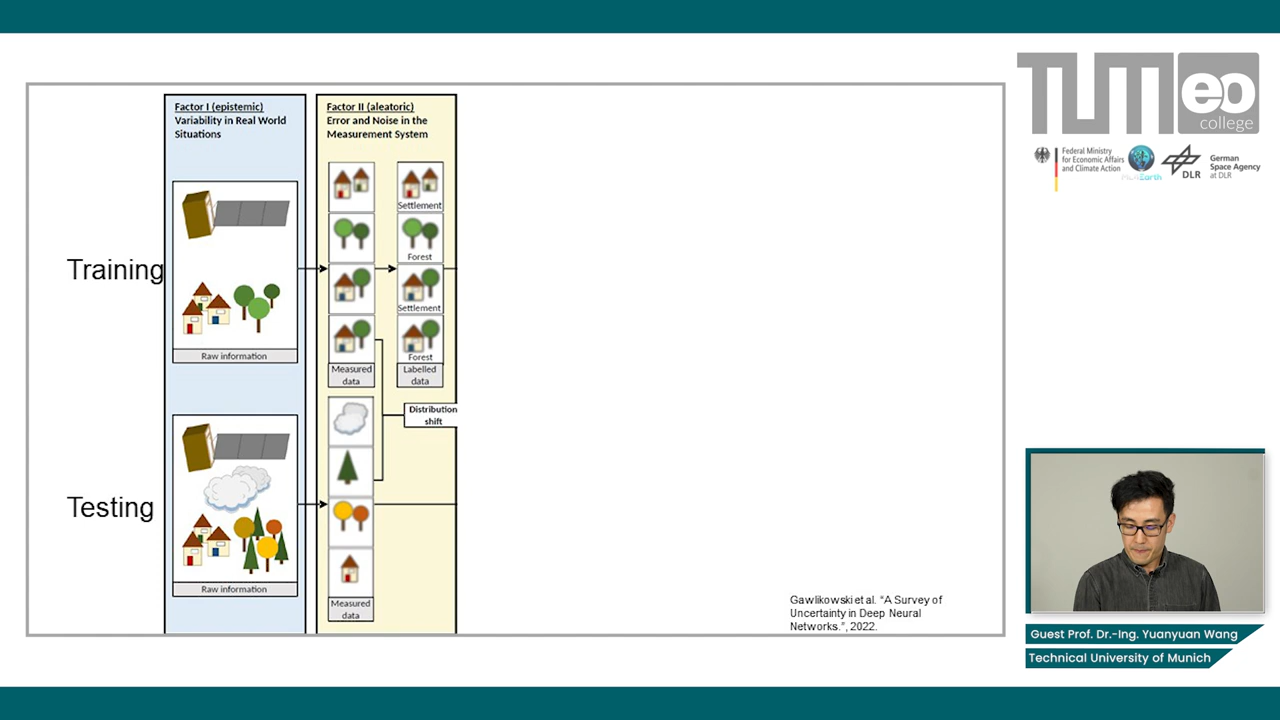 TUM eo
college
Federal Ministry
for Economic Affairs
and Climate Action
ML4Earth
DLR
German
Space Agency
at DLR
Factor I (epistemic)
Variability in Real World
Situations
Factor II (aleatoric)
Error and Noise in the
Measurement System
Training
Raw information
Settlement
Forest
Settlement
Forest
Measured
data
Labelled
data
Distribution
shift
Testing
Raw information
Measured
data
Gawlikowski et al. “A Survey of
Uncertainty in Deep Neural
Networks.”, 2022.
Guest Prof. Dr.-Ing. Yuanyuan Wang
Technical University of Munich